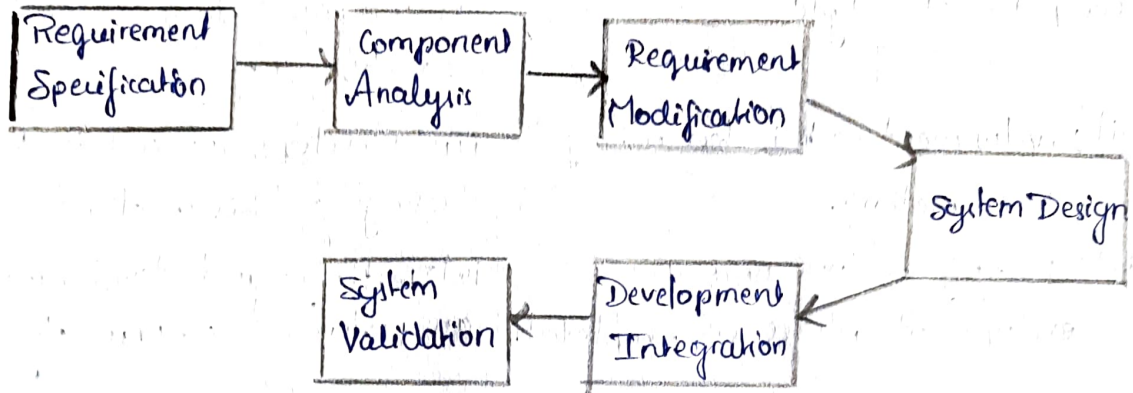 Requirement
Specification
Component
Analysis
Requirement
Modification
System Design
Development
Integration
System
Validation